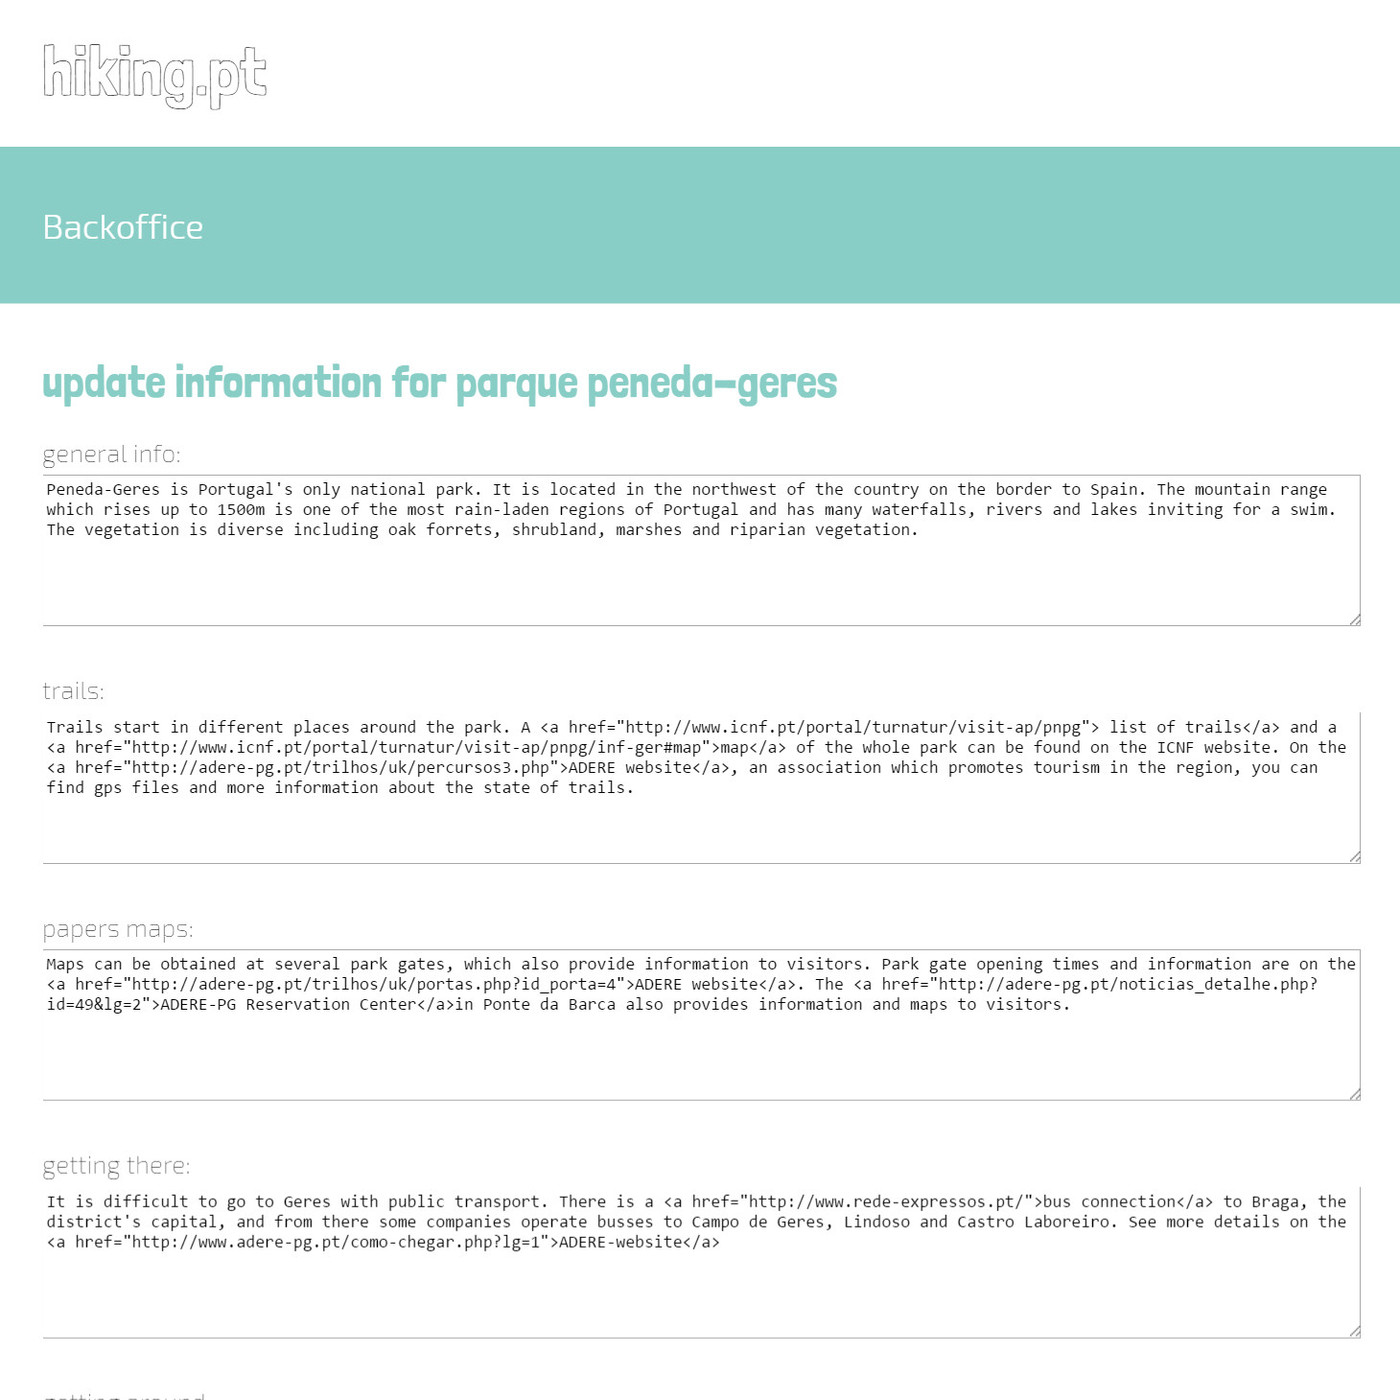 hiking.pt
Backoffice
update information for parque peneda-geres
general info:
Peneda-Geres is Portugal's only national park. It is located in the northwest of the country on the border to Spain. The mountain range
which rises up to 1500m is one of the most rain-laden regions of Portugal and has many waterfalls, rivers and lakes inviting for a swim.
The vegetation is diverse including oak forrets, shrubland, marshes and riparian vegetation.
trails:
Trails start in different places around the park. A <a href="http://www.icnf.pt/portal/turnatur/visit-ap/pnpg"> list of trails</a> and a
<a href="http://www.icnf.pt/portal/turnatur/visit-ap/pnpg/inf-ger#map">map</a> of the whole park can be found on the ICNF website. On the
<a href="http://adere-pg.pt/trilhos/uk/percursos3.php">ADERE website</a>, an association which promotes tourism in the region, you can
find gps files and more information about the state of trails.
papers maps:
Maps can be obtained at several park gates, which also provide information to visitors. Park gate opening times and information are on the
<a href="http://adere-pg.pt/trilhos/uk/portas.php?id_porta=4">ADERE website</a>. The <a href="http://adere-pg.pt/noticias_detalhe.php?
id=49&lg=2">ADERE-PG Reservation Center</a>in Ponte da Barca also provides information and maps to visitors.
getting there:
It is difficult to go to Geres with public transport. There is a <a href="http://www.rede-expressos.pt/">bus connection</a> to Braga, the
district's capital, and from there some companies operate busses to Campo de Geres, Lindoso and Castro Laboreiro. See more details on the
<a href="http://www.adere-pg.pt/como-chegar.php?lg=1">ADERE-website</a>